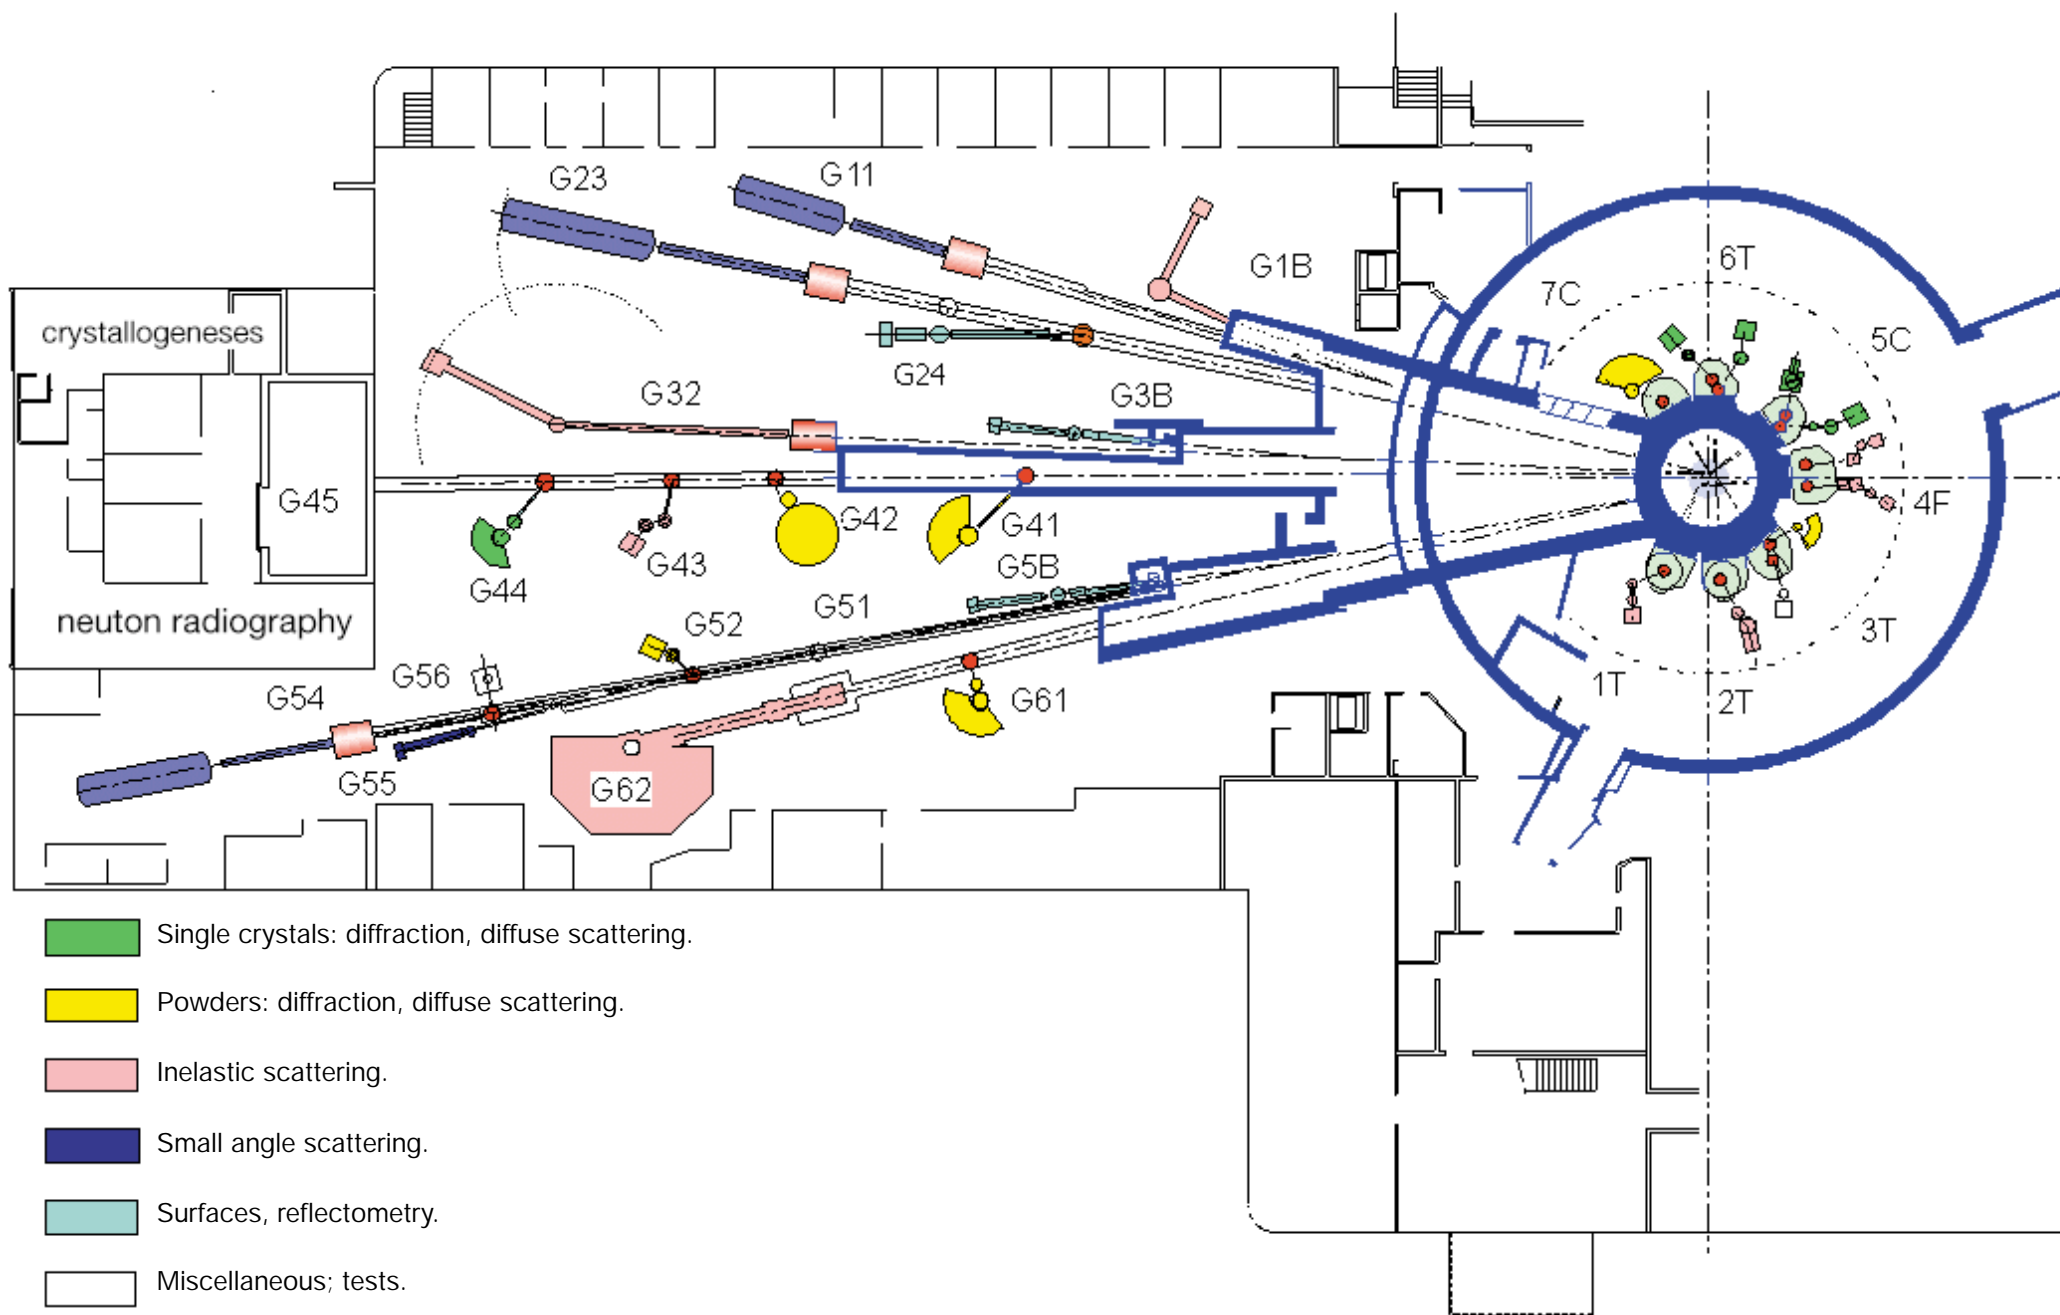 G23
G11
G1B
6T
7C
5C
crystallogeneses
G24
G32
G3B
G45
G42
G41
4F
G44
G43
G5B
neuton radiography
G52
G51
3T
G56
G54
G61
1T
2T
G55
G62
Single crystals: diffraction, diffuse scattering.
Powders: diffraction, diffuse scattering.
Inelastic scattering.
Small angle scattering.
Surfaces, reflectometry.
Miscellaneous; tests.